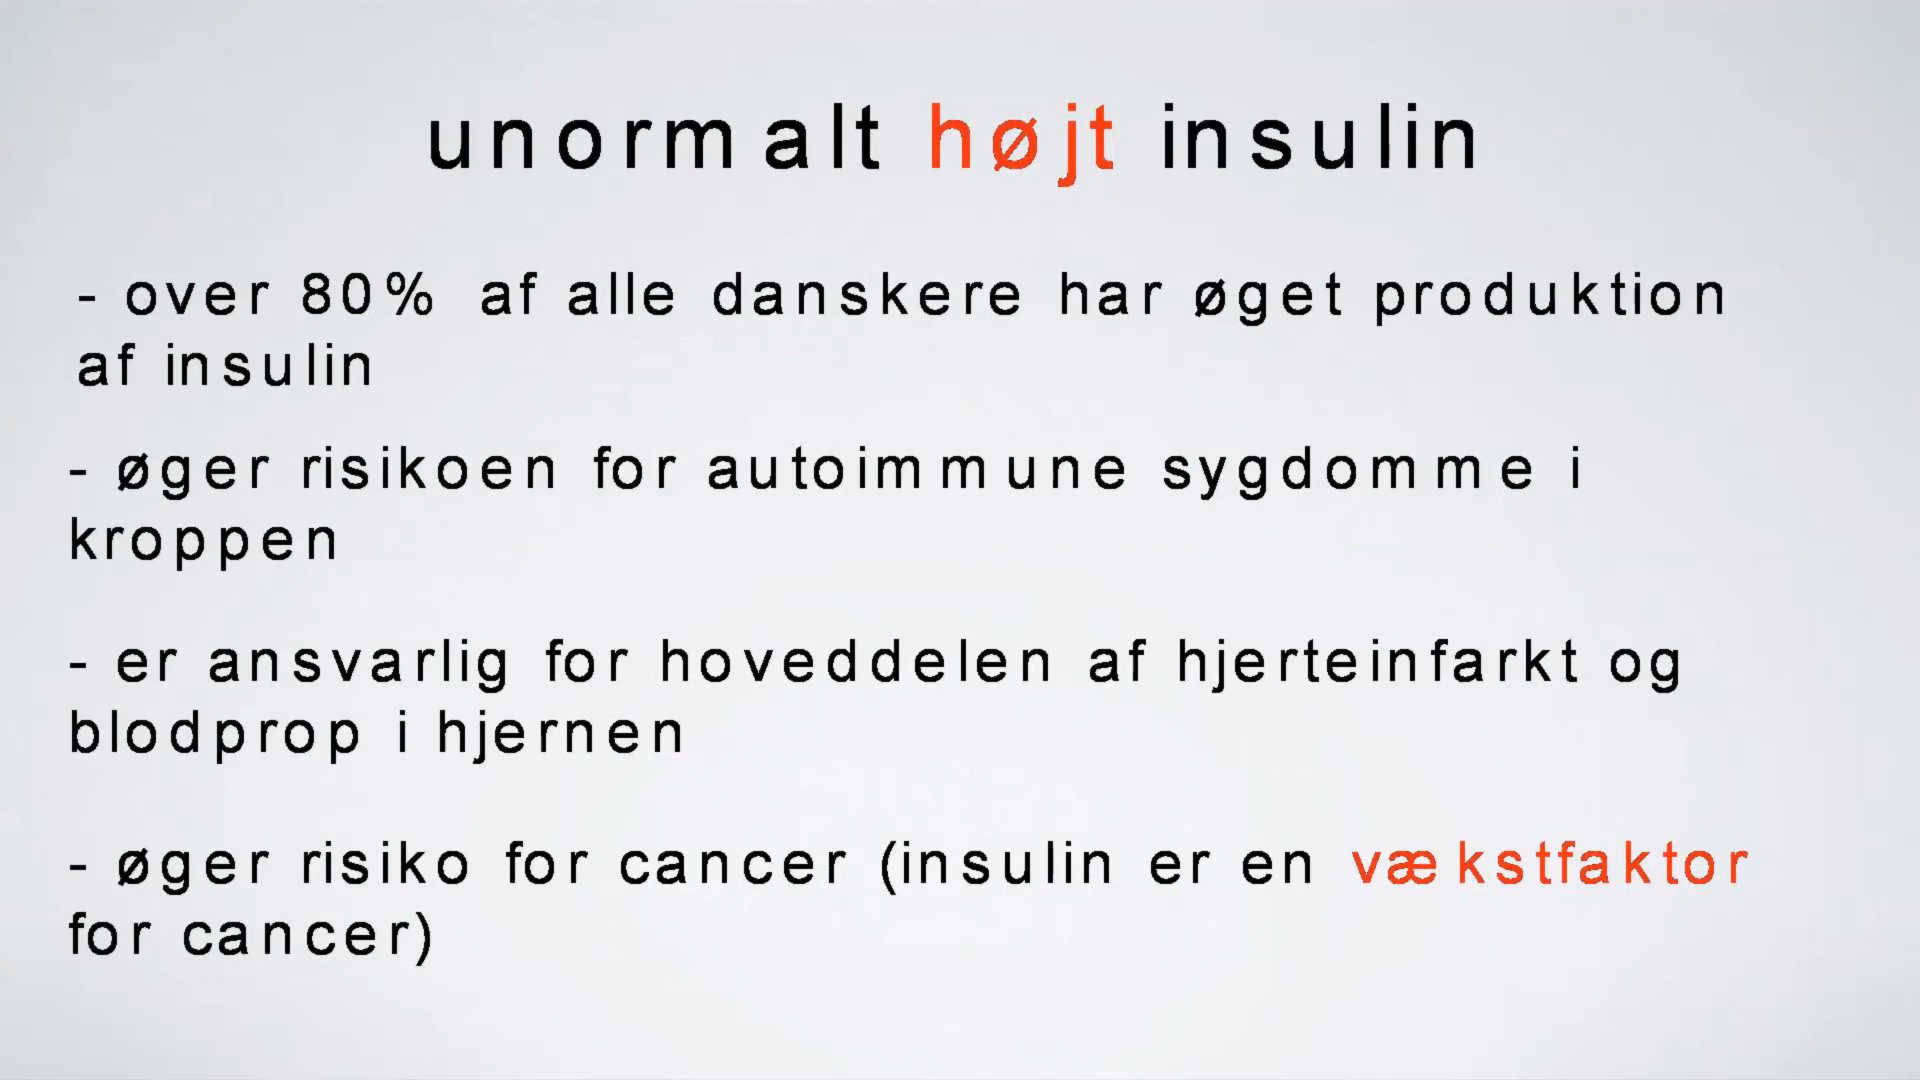 unormalt højt insulin
- over 80% af alle danskere har øget produktion
af insulin
- øger risikoen for autoimmune sygdomme i
kroppen
- er ansvarlig for hoveddelen af hjerteinfarkt og
blodprop i hjernen
- øger risiko for cancer (insulin er en vækstfaktor
for cancer)